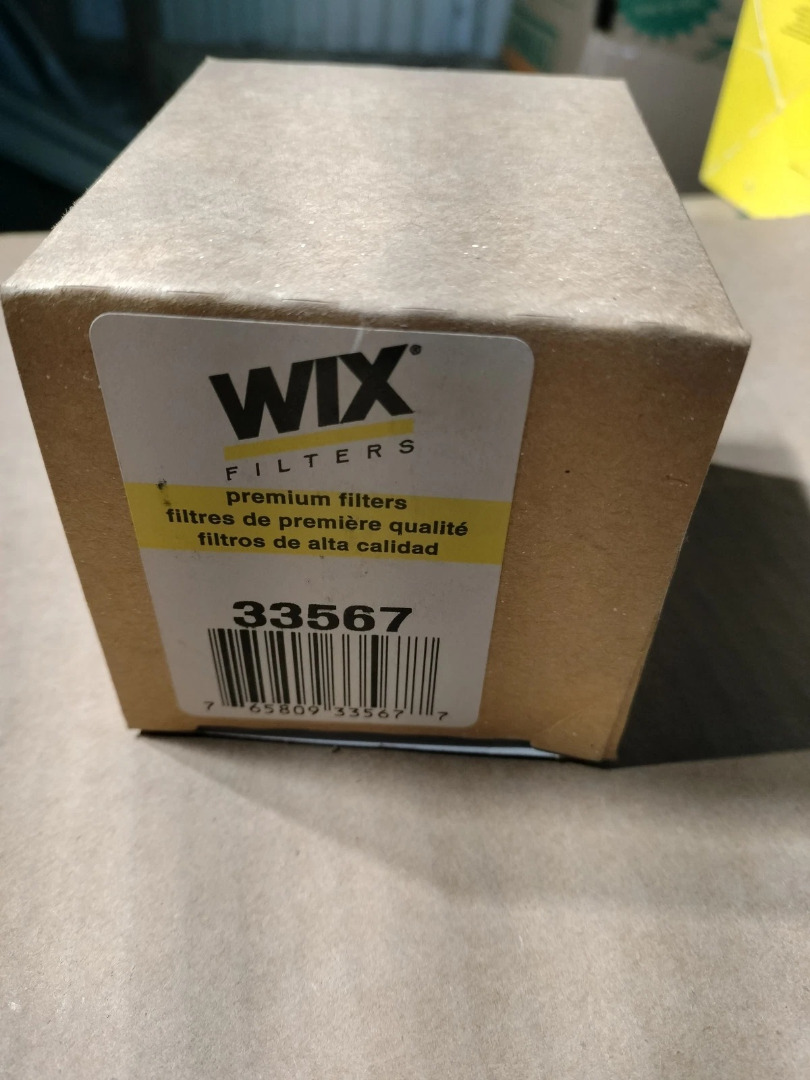 WIX®
FILTERS
premium filters
filtres de première qualité
filtros de alta calidad
33567
7 65809 33567 7